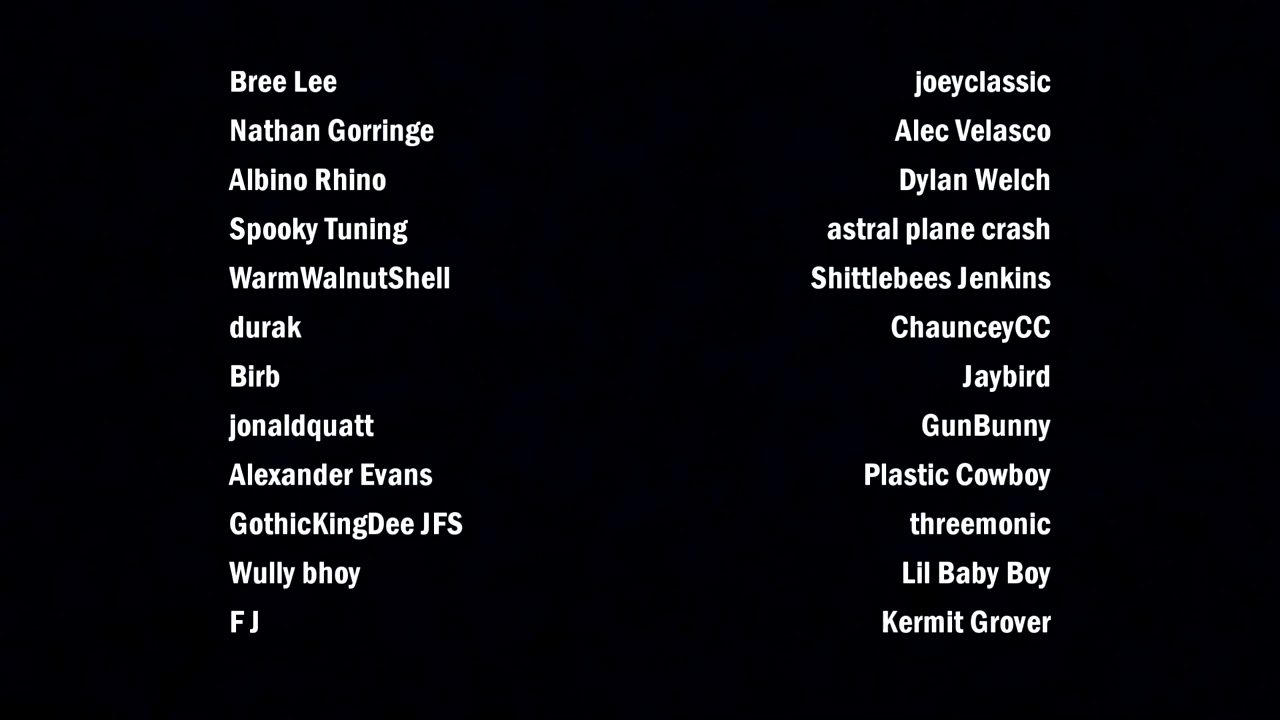 Bree Lee
Nathan Gorringe
Albino Rhino
Spooky Tuning
WarmWalnutShell
durak
Birb
jonaldquatt
Alexander Evans
GothicKingDee JFS
Wully bhoy
F J
joeyclassic
Alec Velasco
Dylan Welch
astral plane crash
Shittlebees Jenkins
ChaunceyCC
Jaybird
GunBunny
Plastic Cowboy
threemonic
Lil Baby Boy
Kermit Grover